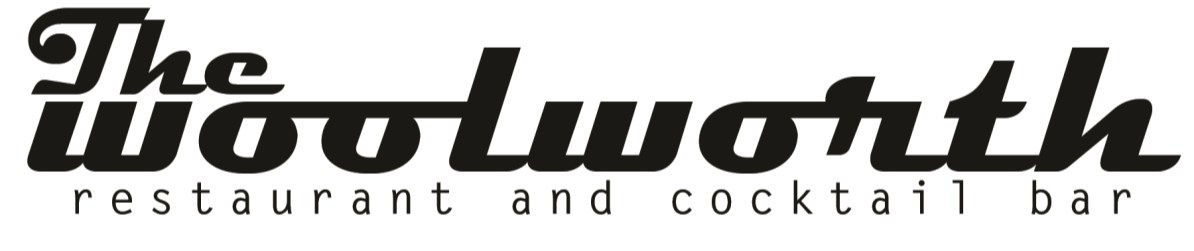 The
woolworth
restaurant and cocktail bar